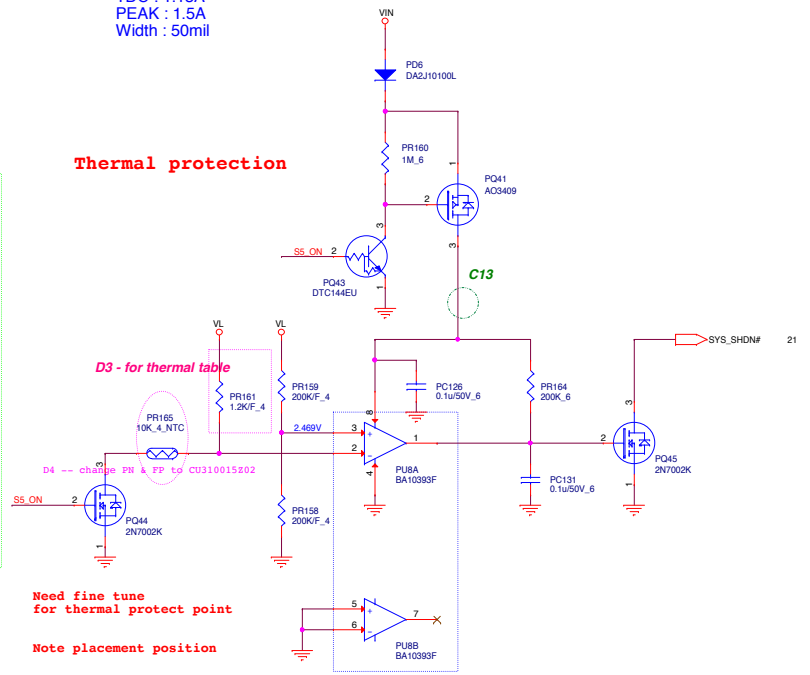 PEAK : 1.5A
Width : 50mil
VIN
PD6
DA2J10100L
Thermal protection
PR160
1M_6
1
PQ41
AO3409
2
3
3
S5_ON 2
PQ43
DTC144EU
1
C13
VL
VL
SYS_SHDN# 21
D3 - for thermal table
PR161
1.2K/F_4
PR159
200K/F_4
PC126
0.1u/50V_6
PR164
200K_6
PR165
10K_4_NTC
8
2.469V
3
+
1
2
-
3
2
PQ45
2N7002K
1
D4 -- change PN & FP to CU310015Z02
4
PU8A
BA10393F
PC131
0.1u/50V_6
3
S5_ON 2
PQ44
2N7002K
1
PR158
200K/F_4
Need fine tune
for thermal protect point
5
+
7
6
-
PU8B
BA10393F
Note placement position